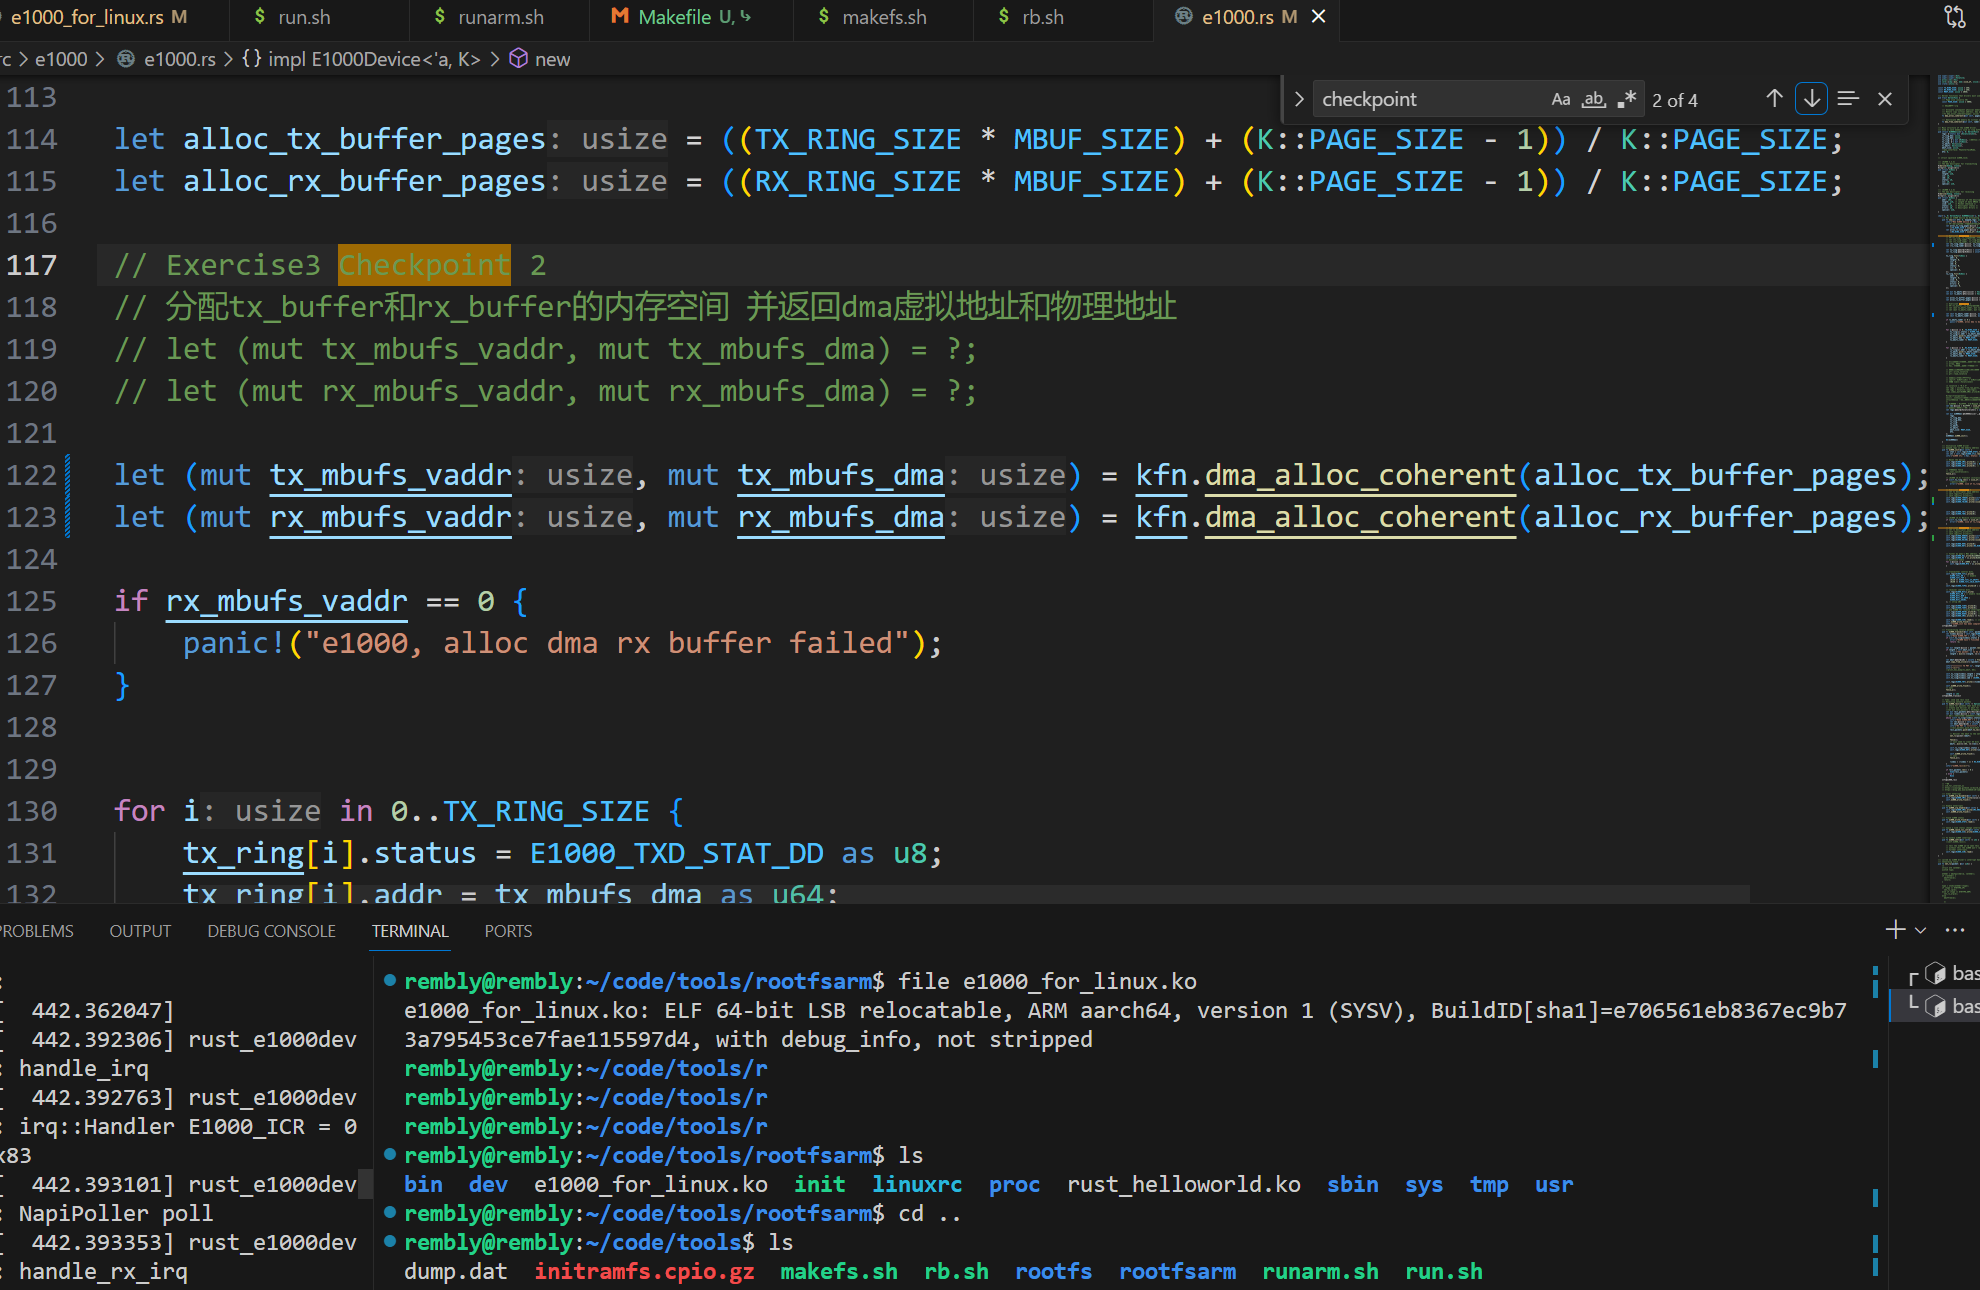 e1000_for_linux.rs M $ run.sh $ runarm.sh M Makefile U, $ makefs.sh $ rb.sh e1000.rs M
rc > e1000 > e1000.rs > {} impl E1000Device<'a, K> > new
checkpoint Aa ab .* 2 of 4
113
114 let alloc_tx_buffer_pages: usize = ((TX_RING_SIZE * MBUF_SIZE) + (K::PAGE_SIZE - 1)) / K::PAGE_SIZE;
115 let alloc_rx_buffer_pages: usize = ((RX_RING_SIZE * MBUF_SIZE) + (K::PAGE_SIZE - 1)) / K::PAGE_SIZE;
116
117 // Exercise3 Checkpoint 2
118 // 分配tx_buffer和rx_buffer的内存空间 并返回dma虚拟地址和物理地址
119 // let (mut tx_mbufs_vaddr, mut tx_mbufs_dma) = ?;
120 // let (mut rx_mbufs_vaddr, mut rx_mbufs_dma) = ?;
121
122 let (mut tx_mbufs_vaddr: usize, mut tx_mbufs_dma: usize) = kfn.dma_alloc_coherent(alloc_tx_buffer_pages);
123 let (mut rx_mbufs_vaddr: usize, mut rx_mbufs_dma: usize) = kfn.dma_alloc_coherent(alloc_rx_buffer_pages);
124
125 if rx_mbufs_vaddr == 0 {
126 panic!("e1000, alloc dma rx buffer failed");
127 }
128
129
130 for i: usize in 0..TX_RING_SIZE {
131 tx_ring[i].status = E1000_TXD_STAT_DD as u8;
132 tx_ring[i].addr = tx_mbufs_dma as u64;
PROBLEMS OUTPUT DEBUG CONSOLE TERMINAL PORTS
:
[ 442.362047]
[ 442.392306] rust_e1000dev
: handle_irq
[ 442.392763] rust_e1000dev
: irq::Handler E1000_ICR = 0
x83
[ 442.393101] rust_e1000dev
: NapiPoller poll
[ 442.393353] rust_e1000dev
: handle_rx_irq
rembly@rembly:~/code/tools/rootfsarm$ file e1000_for_linux.ko
e1000_for_linux.ko: ELF 64-bit LSB relocatable, ARM aarch64, version 1 (SYSV), BuildID[sha1]=e706561eb8367ec9b7
3a795453ce7fae115597d4, with debug_info, not stripped
rembly@rembly:~/code/tools/r
rembly@rembly:~/code/tools/r
rembly@rembly:~/code/tools/r
rembly@rembly:~/code/tools/rootfsarm$ ls
bin dev e1000_for_linux.ko init linuxrc proc rust_helloworld.ko sbin sys tmp usr
rembly@rembly:~/code/tools/rootfsarm$ cd ..
rembly@rembly:~/code/tools$ ls
dump.dat initramfs.cpio.gz makefs.sh rb.sh rootfs rootfsarm runarm.sh run.sh
bas
bas